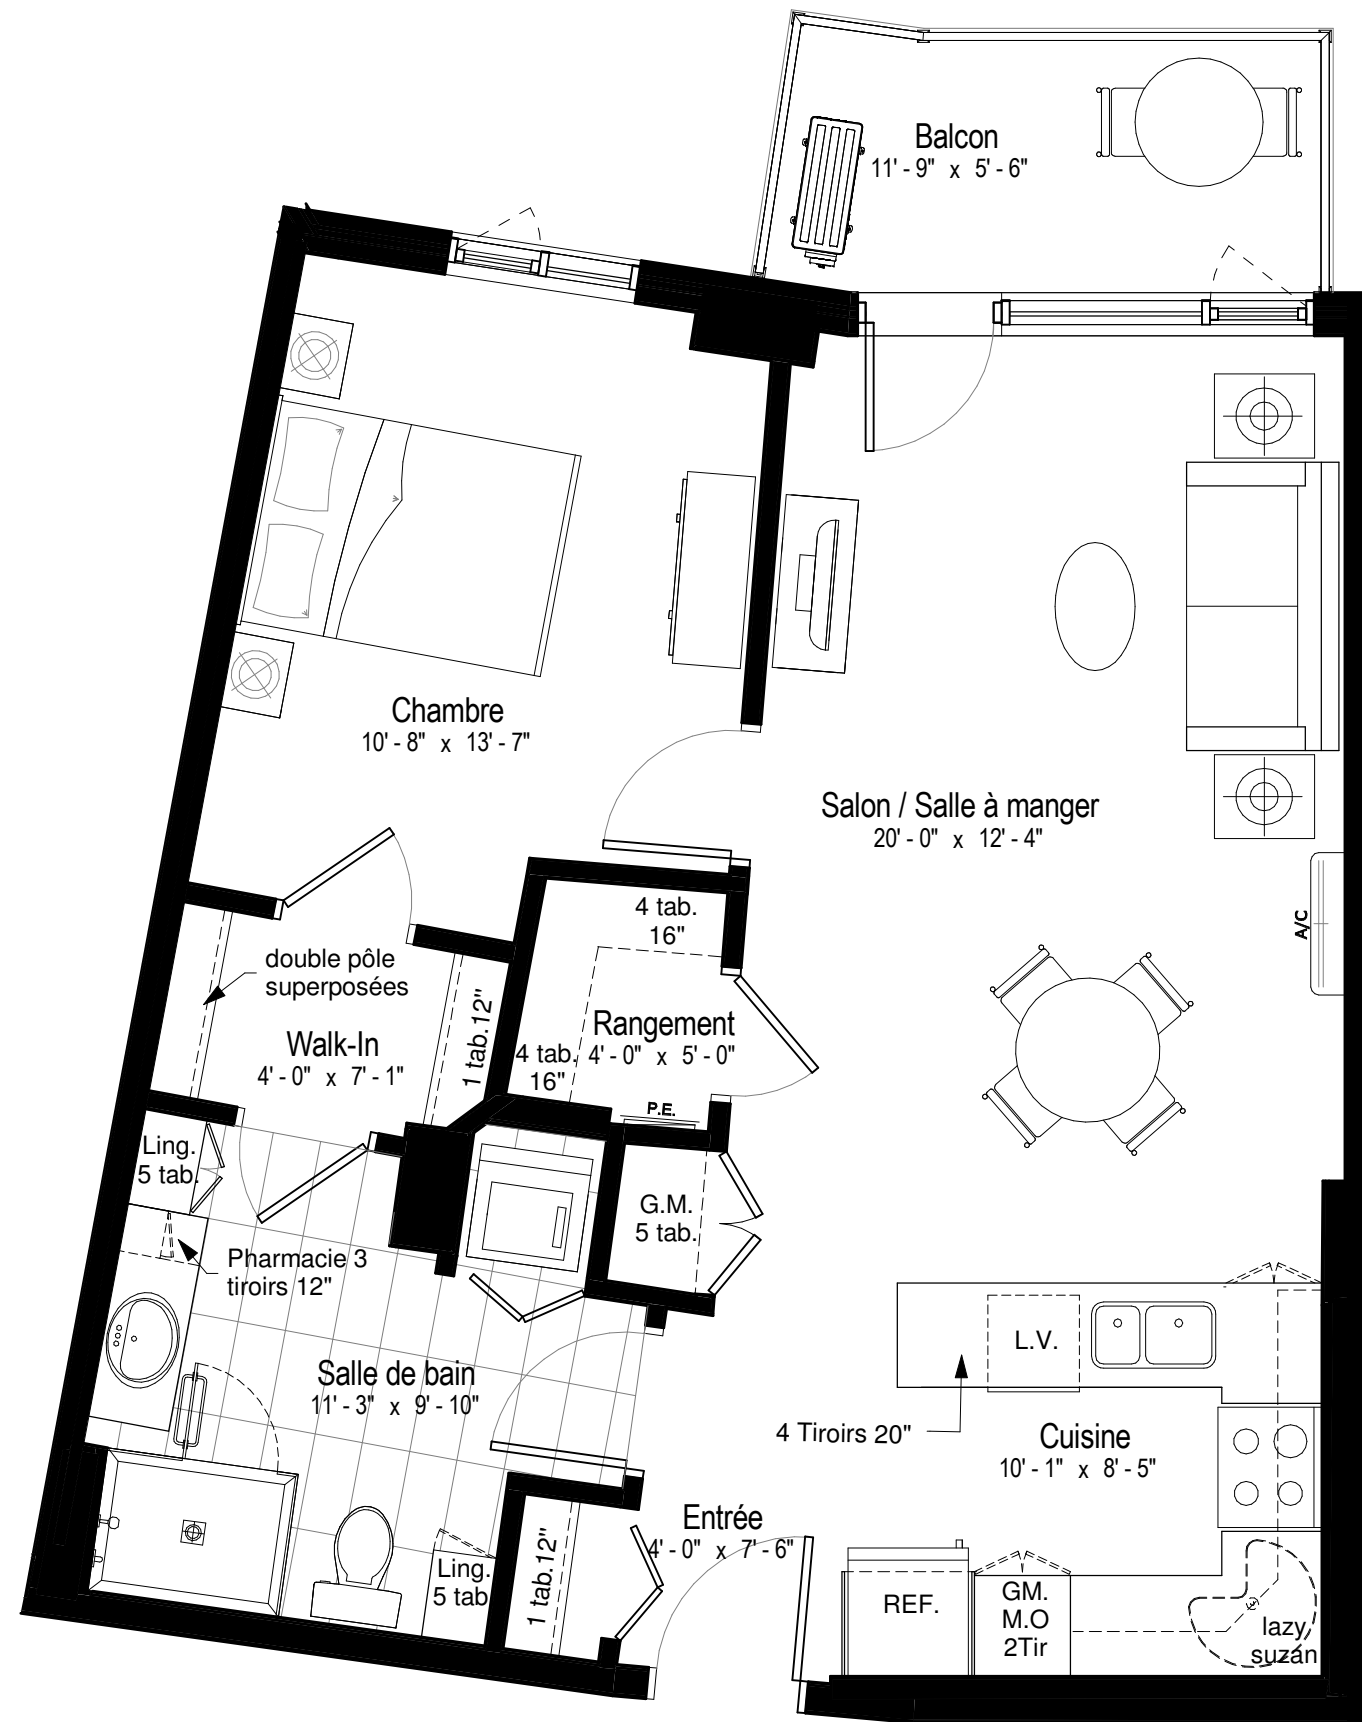 Balcon
11' - 9" x 5' - 6"
Chambre
10' - 8" x 13' - 7"
Salon / Salle à manger
20' - 0" x 12' - 4"
A/C
4 tab.
16"
double pôle
superposées
Walk-In
4' - 0" x 7' - 1"
1 tab.12"
Rangement
4' - 0" x 5' - 0"
4 tab.
16"
P.E.
Ling.
5 tab.
G.M.
5 tab.
Pharmacie 3
tiroirs 12"
L.V.
Salle de bain
11' - 3" x 9' - 10"
4 Tiroirs 20"
Cuisine
10' - 1" x 8' - 5"
Entrée
4' - 0" x 7' - 6"
Ling.
5 tab.
1 tab.12"
REF.
GM.
M.O
2Tir
lazy
suzan